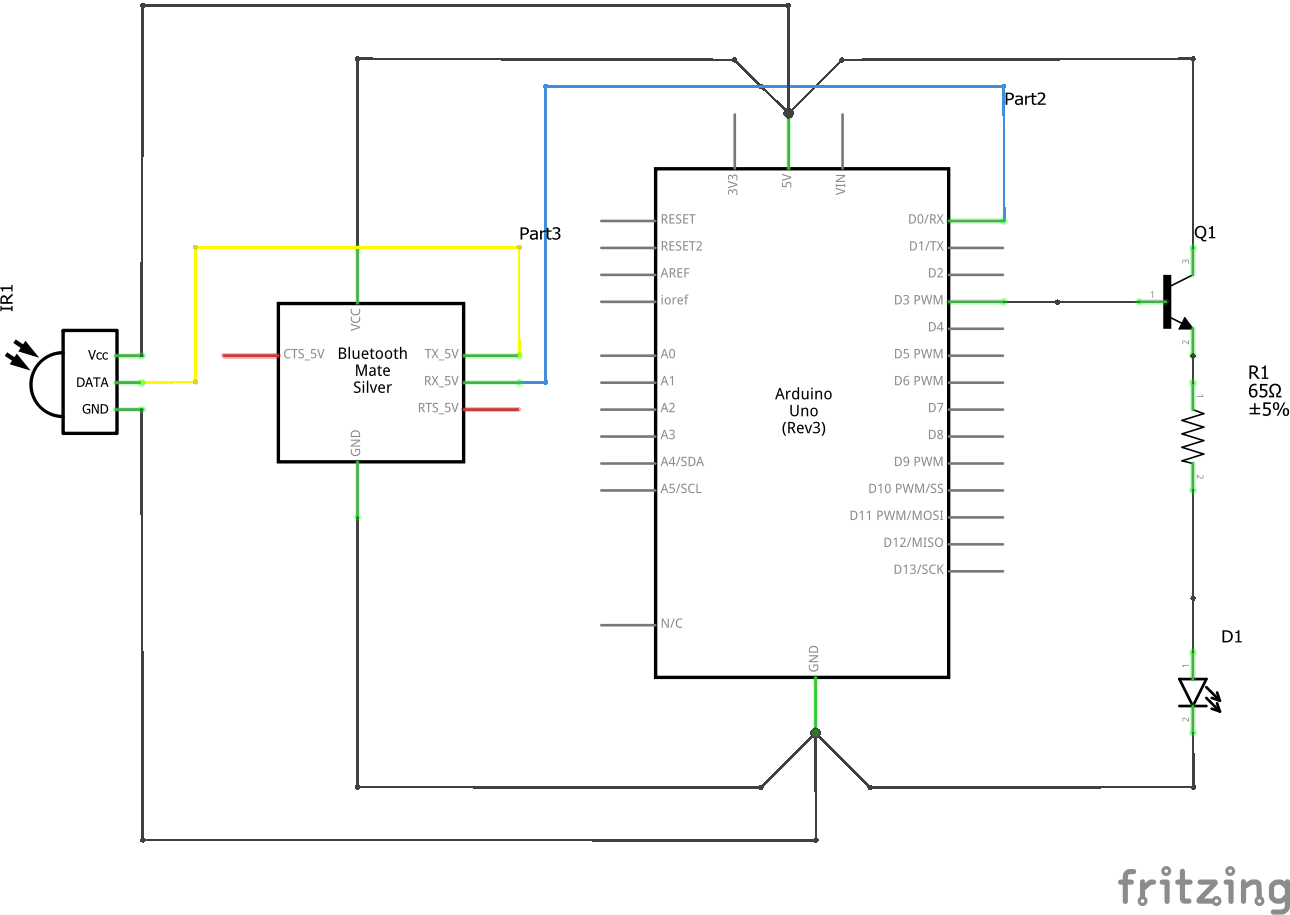 Part2
3V3
5V
VIN
RESET
D0/RX
Q1
Part3
RESET2
D1/TX
AREF
D2
3
IR1
ioref
D3 PWM
1
VCC
D4
2
Vcc
CTS_5V
Bluetooth
Mate
Silver
TX_5V
A0
D5 PWM
DATA
RX_5V
A1
D6 PWM
R1
65Ω
±5%
1
GND
RTS_5V
A2
D7
Arduino
Uno
(Rev3)
GND
A3
D8
A4/SDA
D9 PWM
2
A5/SCL
D10 PWM/SS
D11 PWM/MOSI
D12/MISO
D13/SCK
N/C
D1
GND
1
2
fritzing